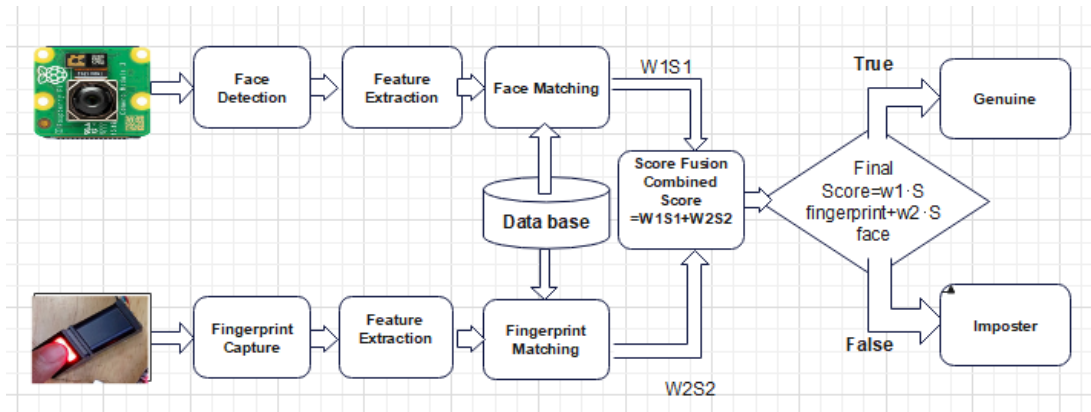 Face
Detection
Feature
Extraction
Face Matching
W1S1
True
Genuine
Score Fusion
Combined
Score
=W1S1+W2S2
Final
Score=w1·S
fingerprint+w2·S
face
Data base
Fingerprint
Capture
Feature
Extraction
Fingerprint
Matching
W2S2
False
Imposter